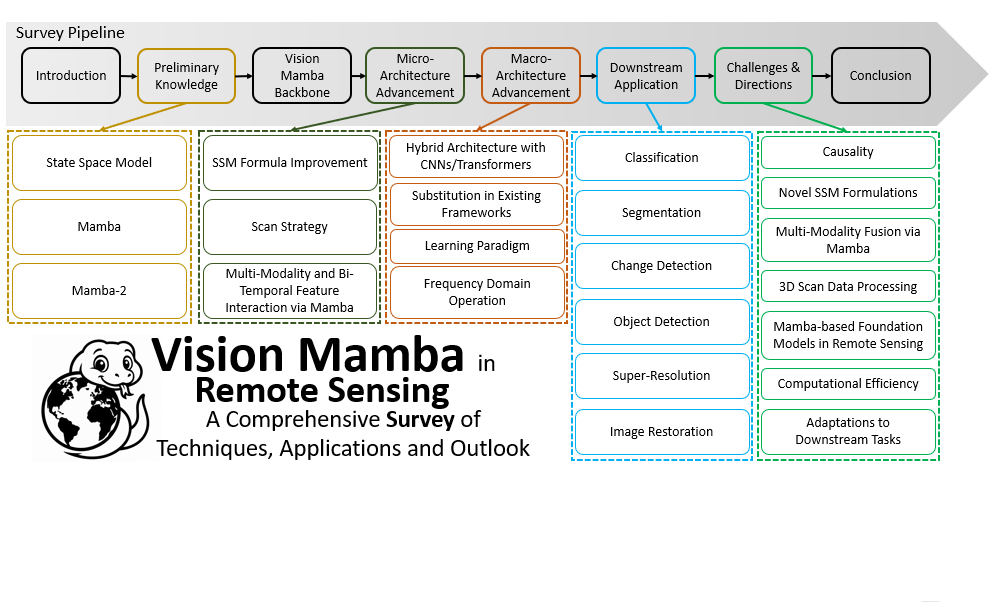 Survey Pipeline
Introduction
Preliminary
Knowledge
Vision
Mamba
Backbone
Micro-
Architecture
Advancement
Macro-
Architecture
Advancement
Downstream
Application
Challenges &
Directions
Conclusion
State Space Model
Mamba
Mamba-2
SSM Formula Improvement
Scan Strategy
Multi-Modality and Bi-
Temporal Feature
Interaction via Mamba
Hybrid Architecture with
CNNs/Transformers
Substitution in Existing
Frameworks
Learning Paradigm
Frequency Domain
Operation
Classification
Segmentation
Change Detection
Object Detection
Super-Resolution
Image Restoration
Causality
Novel SSM Formulations
Multi-Modality Fusion via
Mamba
3D Scan Data Processing
Mamba-based Foundation
Models in Remote Sensing
Computational Efficiency
Adaptations to
Downstream Tasks
Vision Mamba in
Remote Sensing
A Comprehensive Survey of
Techniques, Applications and Outlook